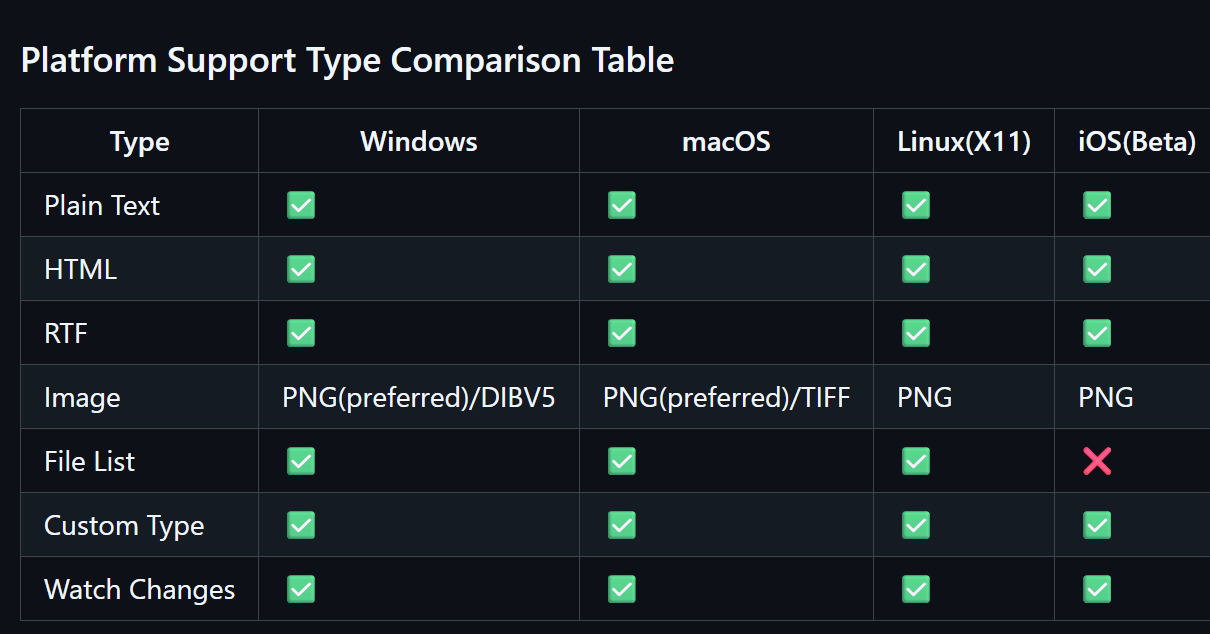 Platform Support Type Comparison Table
Type Windows macOS Linux(X11) iOS(Beta)
Plain Text ✅ ✅ ✅ ✅
HTML ✅ ✅ ✅ ✅
RTF ✅ ✅ ✅ ✅
Image PNG(preferred)/DIBV5 PNG(preferred)/TIFF PNG PNG
File List ✅ ✅ ✅ ❌
Custom Type ✅ ✅ ✅ ✅
Watch Changes ✅ ✅ ✅ ✅